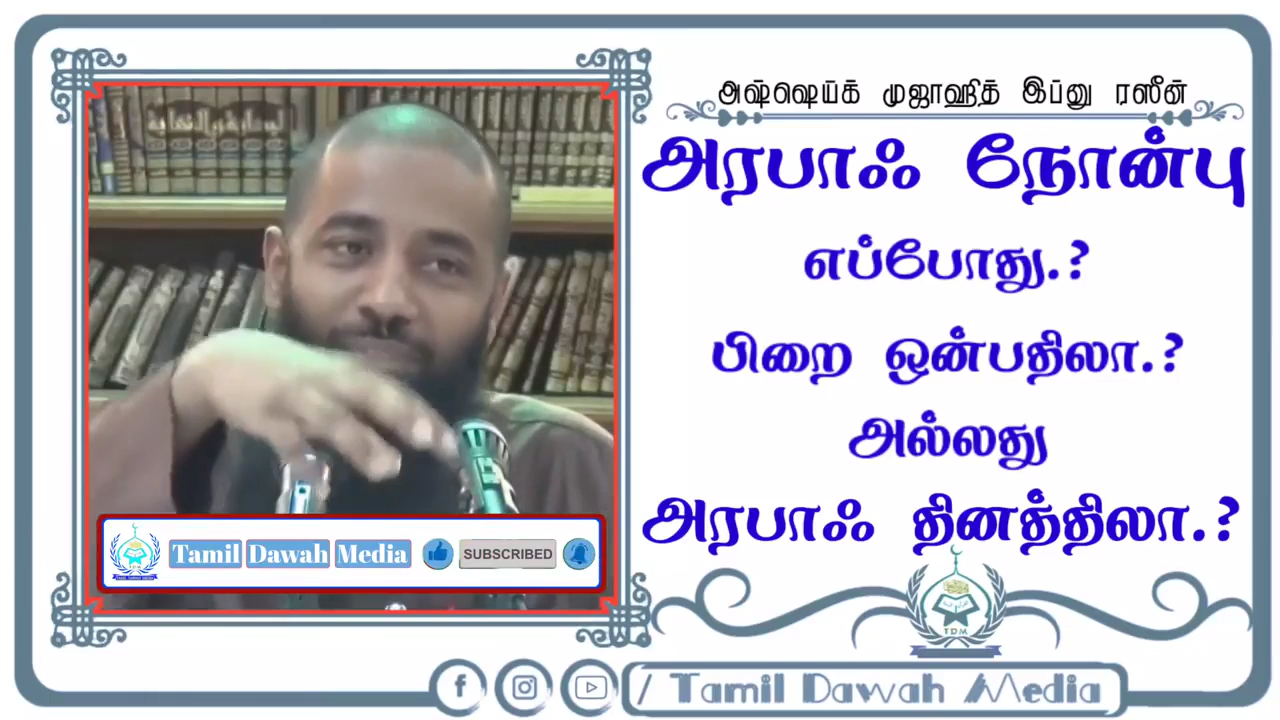 அஷ்ஷெய்க் முஜாஹித் இப்னு ரஸீன்
அரபாஃ நோன்பு
எப்போது.?
பிறை ஒன்பதிலா.?
அல்லது
அரபாஃ தினத்திலா.?
Tamil Dawah Media
SUBSCRIBED
TDM
/ Tamil Dawah Media